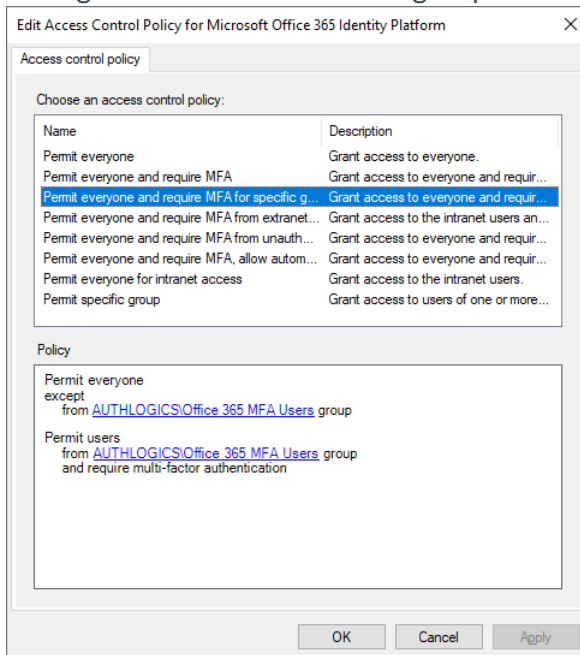 Edit Access Control Policy for Microsoft Office 365 Identity Platform
Access control policy
Choose an access control policy:
Name Description
Permit everyone Grant access to everyone.
Permit everyone and require MFA Grant access to everyone and requir...
Permit everyone and require MFA for specific g... Grant access to everyone and requir...
Permit everyone and require MFA from extranet... Grant access to the intranet users an...
Permit everyone and require MFA from unauth... Grant access to everyone and requir...
Permit everyone and require MFA, allow autom... Grant access to everyone and requir...
Permit everyone for intranet access Grant access to the intranet users.
Permit specific group Grant access to users of one or more...
Policy
Permit everyone
except
from AUTHLOGICS\Office 365 MFA Users group
Permit users
from AUTHLOGICS\Office 365 MFA Users group
and require multi-factor authentication
OK Cancel Apply